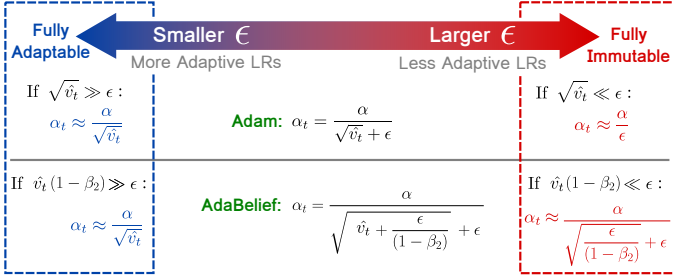 Fully Adaptable
Smaller ϵ
Larger ϵ
Fully Immutable
More Adaptive LRs
Less Adaptive LRs
If √v̂_t ≫ ϵ :
α_t ≈ α / √v̂_t
Adam: α_t = α / (√v̂_t + ϵ)
If √v̂_t ≪ ϵ :
α_t ≈ α / ϵ
If v̂_t(1 − β_2) ≫ ϵ :
α_t ≈ α / √v̂_t
AdaBelief: α_t = α / (√(v̂_t + ϵ / (1 − β_2)) + ϵ)
If v̂_t(1 − β_2) ≪ ϵ :
α_t ≈ α / (√(ϵ / (1 − β_2)) + ϵ)